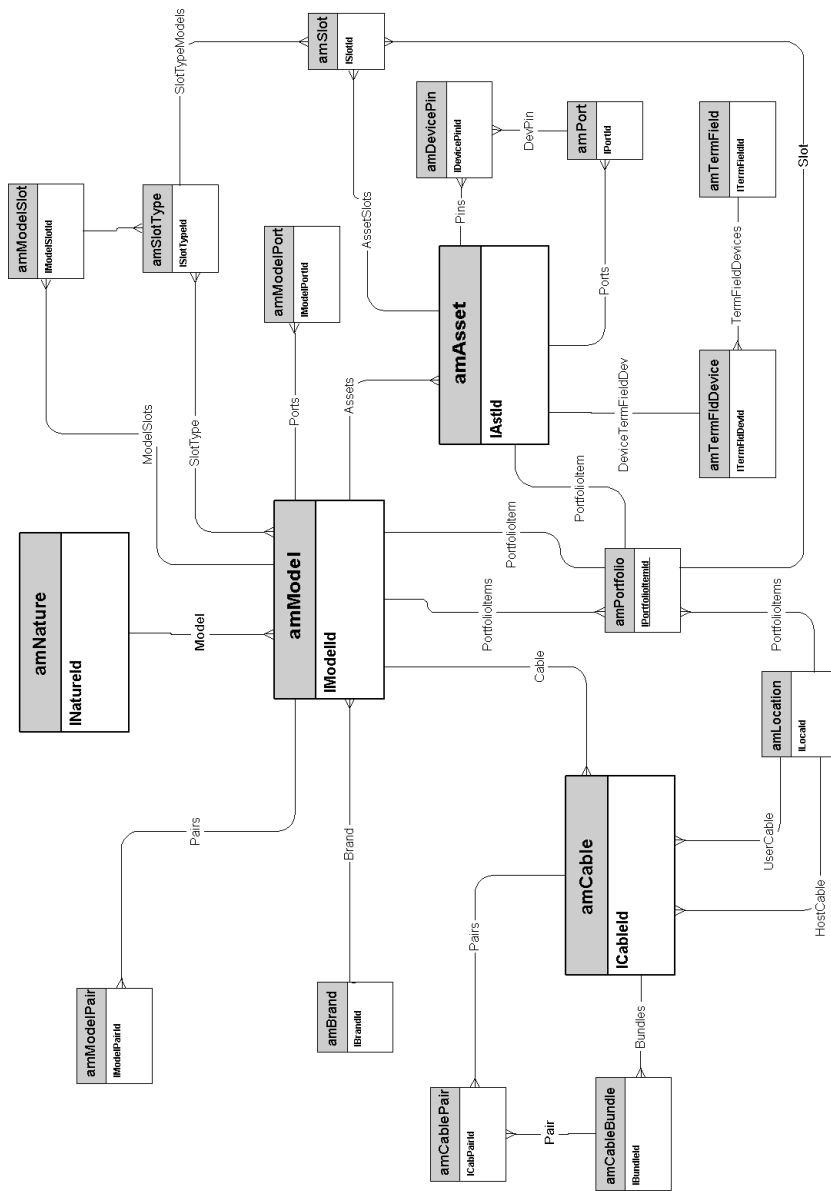 amModelSlot
lModelSlotId
amNature
lNatureId
amModelPair
lModelPairId
ModelSlots
amSlotType
lSlotTypeId
SlotTypeModels
Pairs
Model
SlotType
amModelPort
lModelPortId
Ports
amModel
lModelId
amSlot
lSlotId
amBrand
lBrandId
Brand
Assets
AssetSlots
amDevicePin
lDevicePinId
amCablePair
lCabPairId
amAsset
lAstId
Pins
Pairs
PortfolioItems
PortfolioItem
DevPin
Cable
Pair
amPort
lPortId
PortfolioItem
amCable
lCableId
Ports
amCableBundle
lBundleId
amPortfolio
lPortfolioItemId
DeviceTermFieldDev
Bundles
amTermFldDevice
lTermFldDevId
amTermField
lTermFieldId
TermFieldDevices
UserCable
amLocation
lLocaId
PortfolioItems
Slot
HostCable